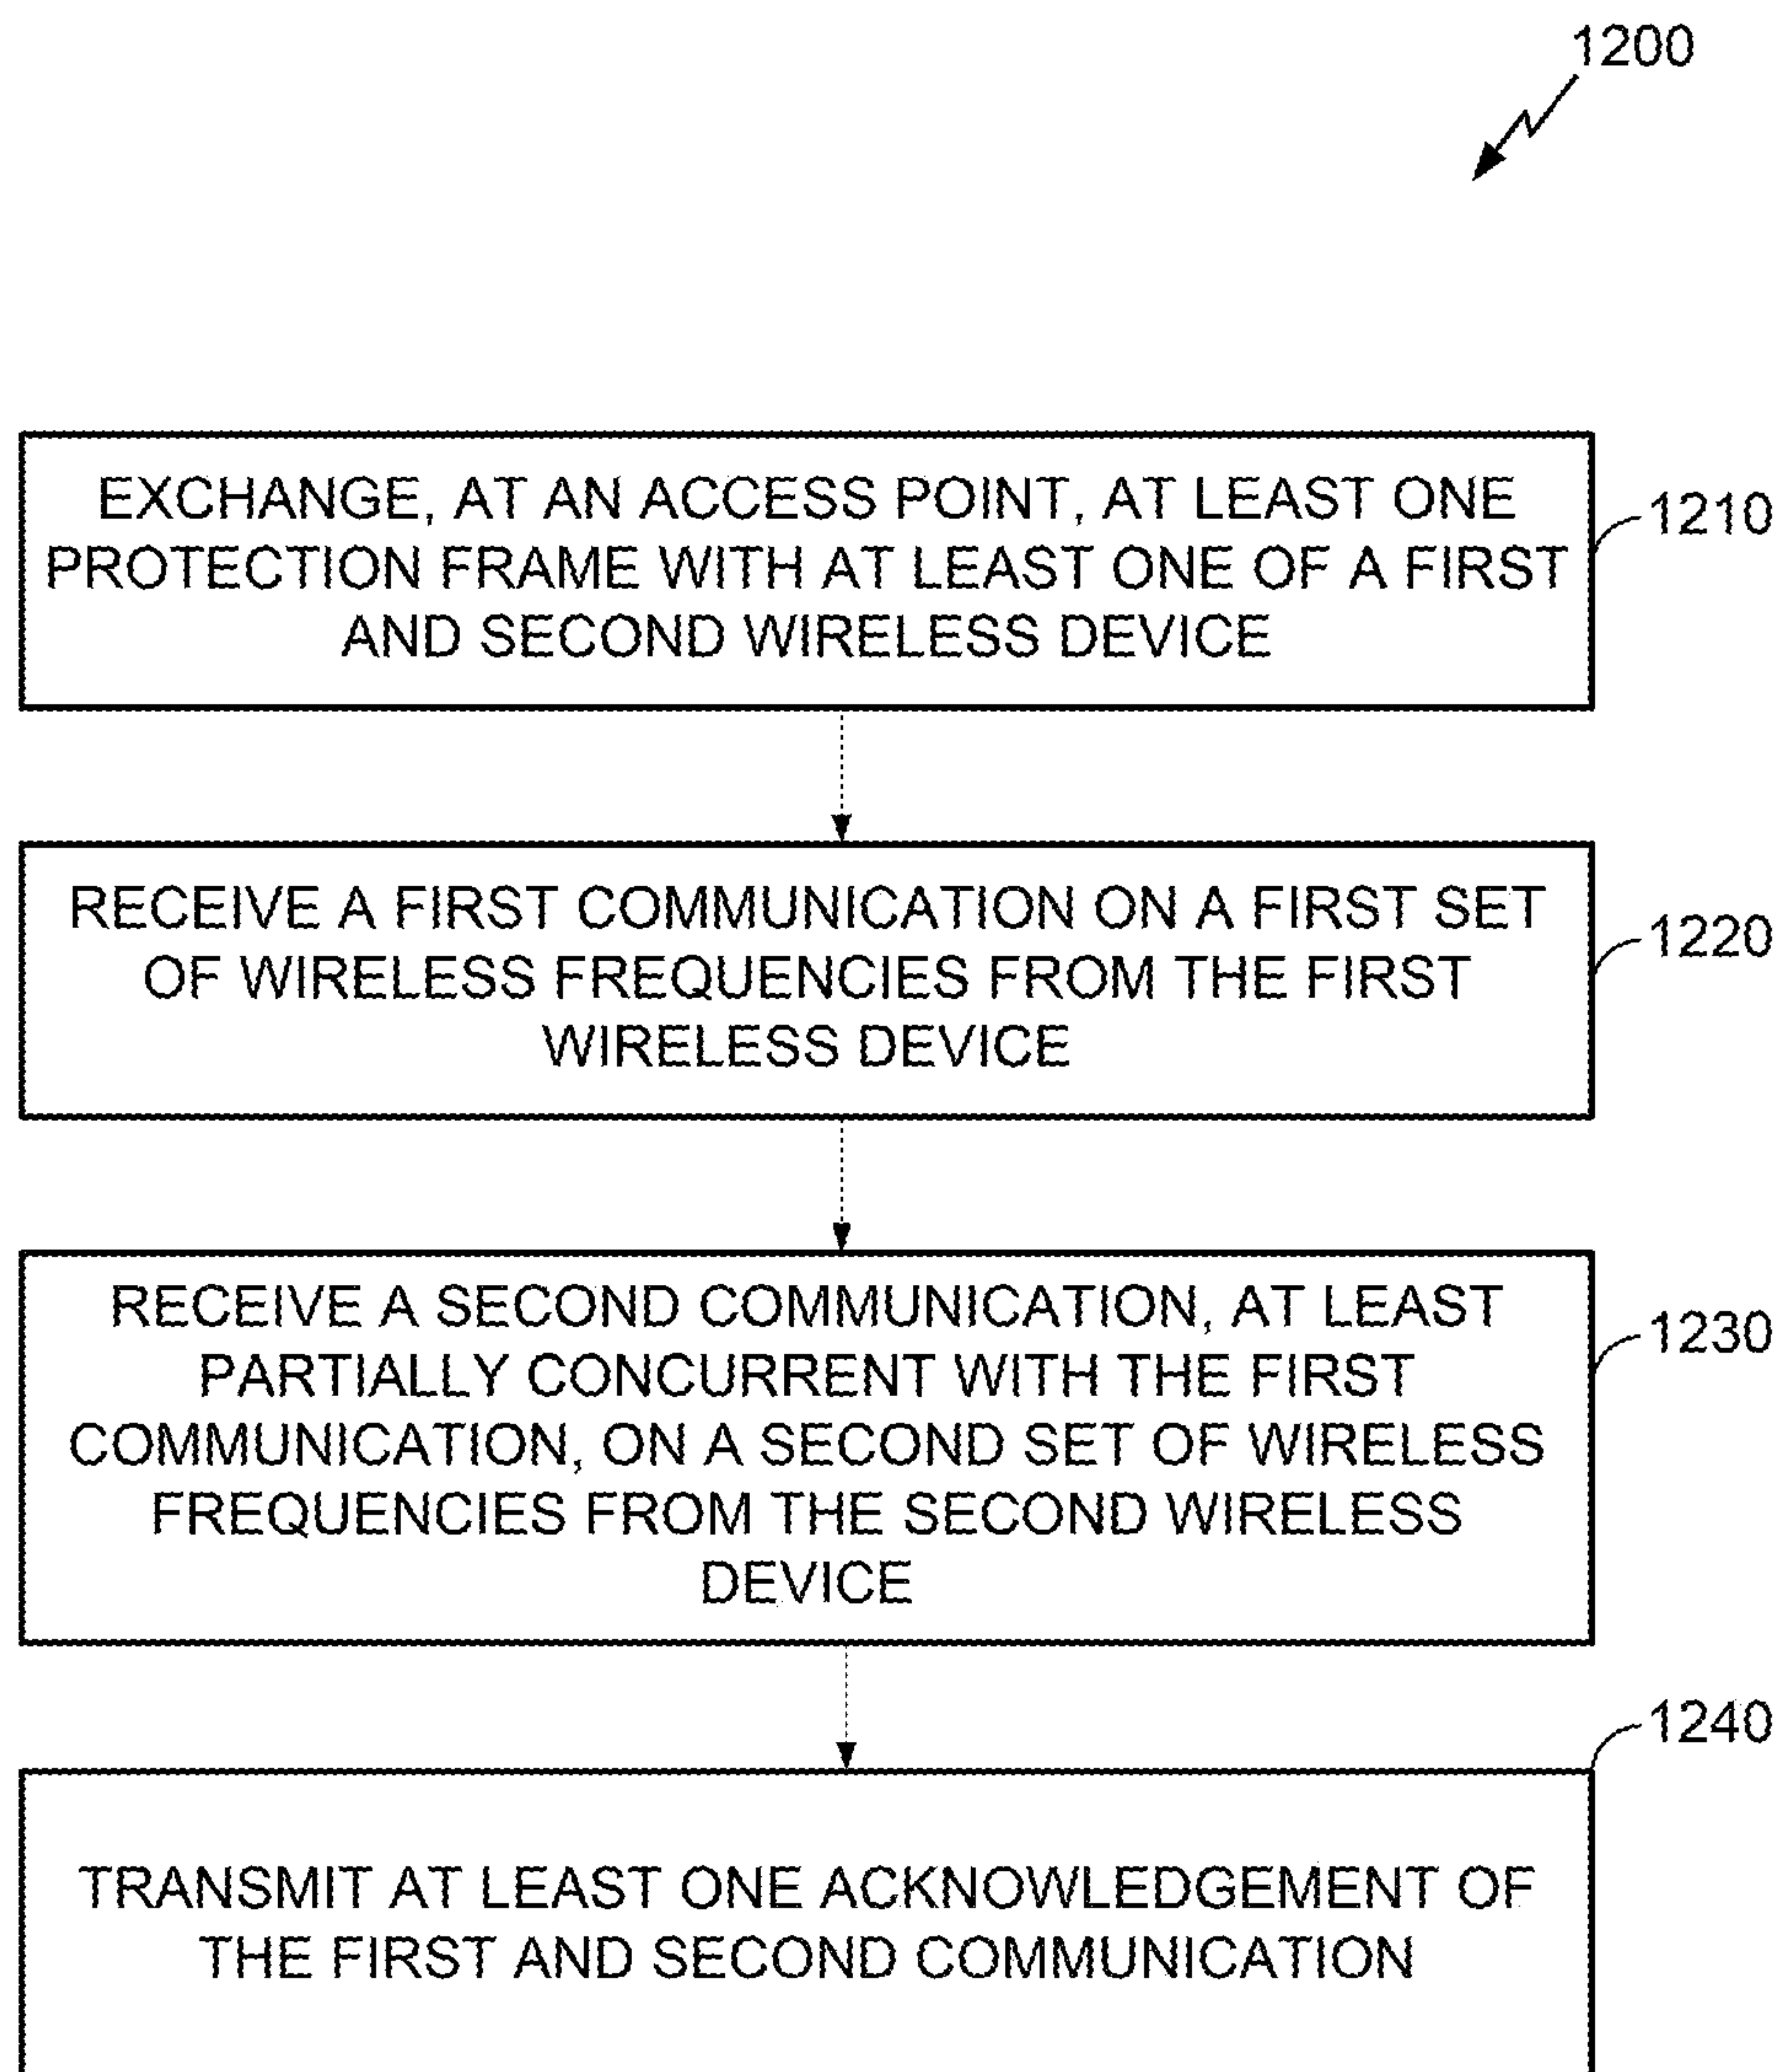 1200
EXCHANGE, AT AN ACCESS POINT, AT LEAST ONE
PROTECTION FRAME WITH AT LEAST ONE OF A FIRST
AND SECOND WIRELESS DEVICE
1210
RECEIVE A FIRST COMMUNICATION ON A FIRST SET
OF WIRELESS FREQUENCIES FROM THE FIRST
WIRELESS DEVICE
1220
RECEIVE A SECOND COMMUNICATION, AT LEAST
PARTIALLY CONCURRENT WITH THE FIRST
COMMUNICATION, ON A SECOND SET OF WIRELESS
FREQUENCIES FROM THE SECOND WIRELESS
DEVICE
1230
TRANSMIT AT LEAST ONE ACKNOWLEDGEMENT OF
THE FIRST AND SECOND COMMUNICATION
1240